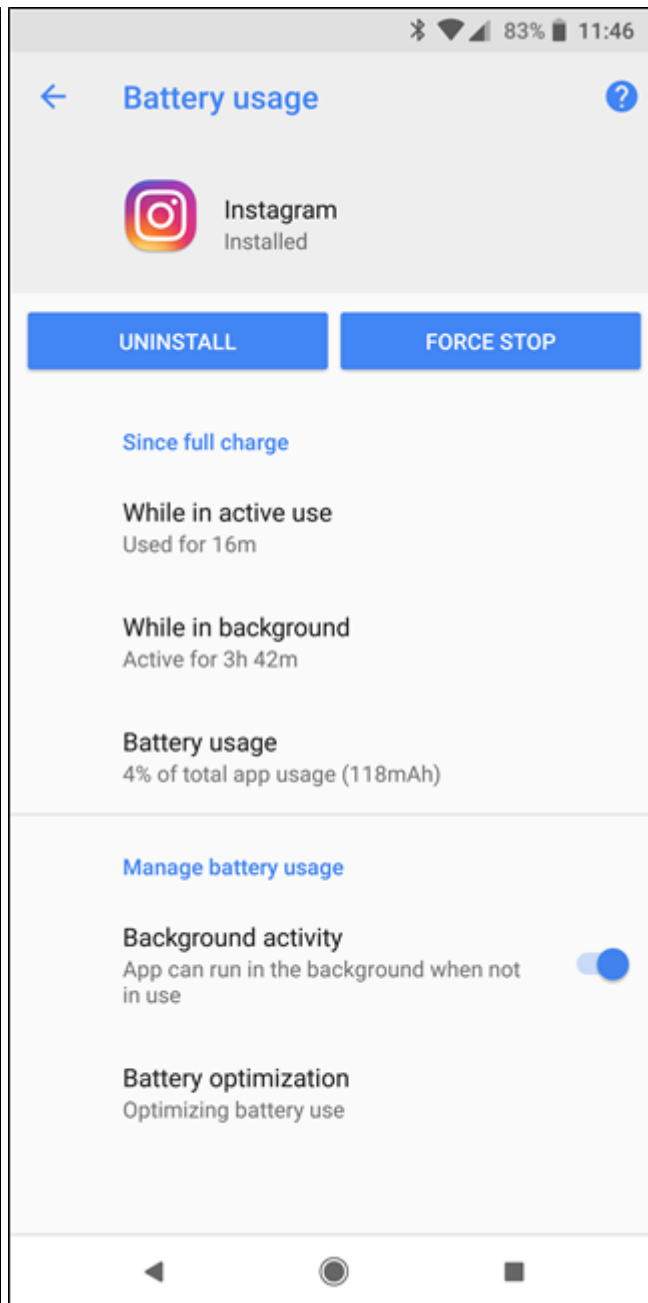 83% 11:46
Battery usage
?
Instagram
Installed
UNINSTALL FORCE STOP
Since full charge
While in active use
Used for 16m
While in background
Active for 3h 42m
Battery usage
4% of total app usage (118mAh)
Manage battery usage
Background activity
App can run in the background when not
in use
Battery optimization
Optimizing battery use